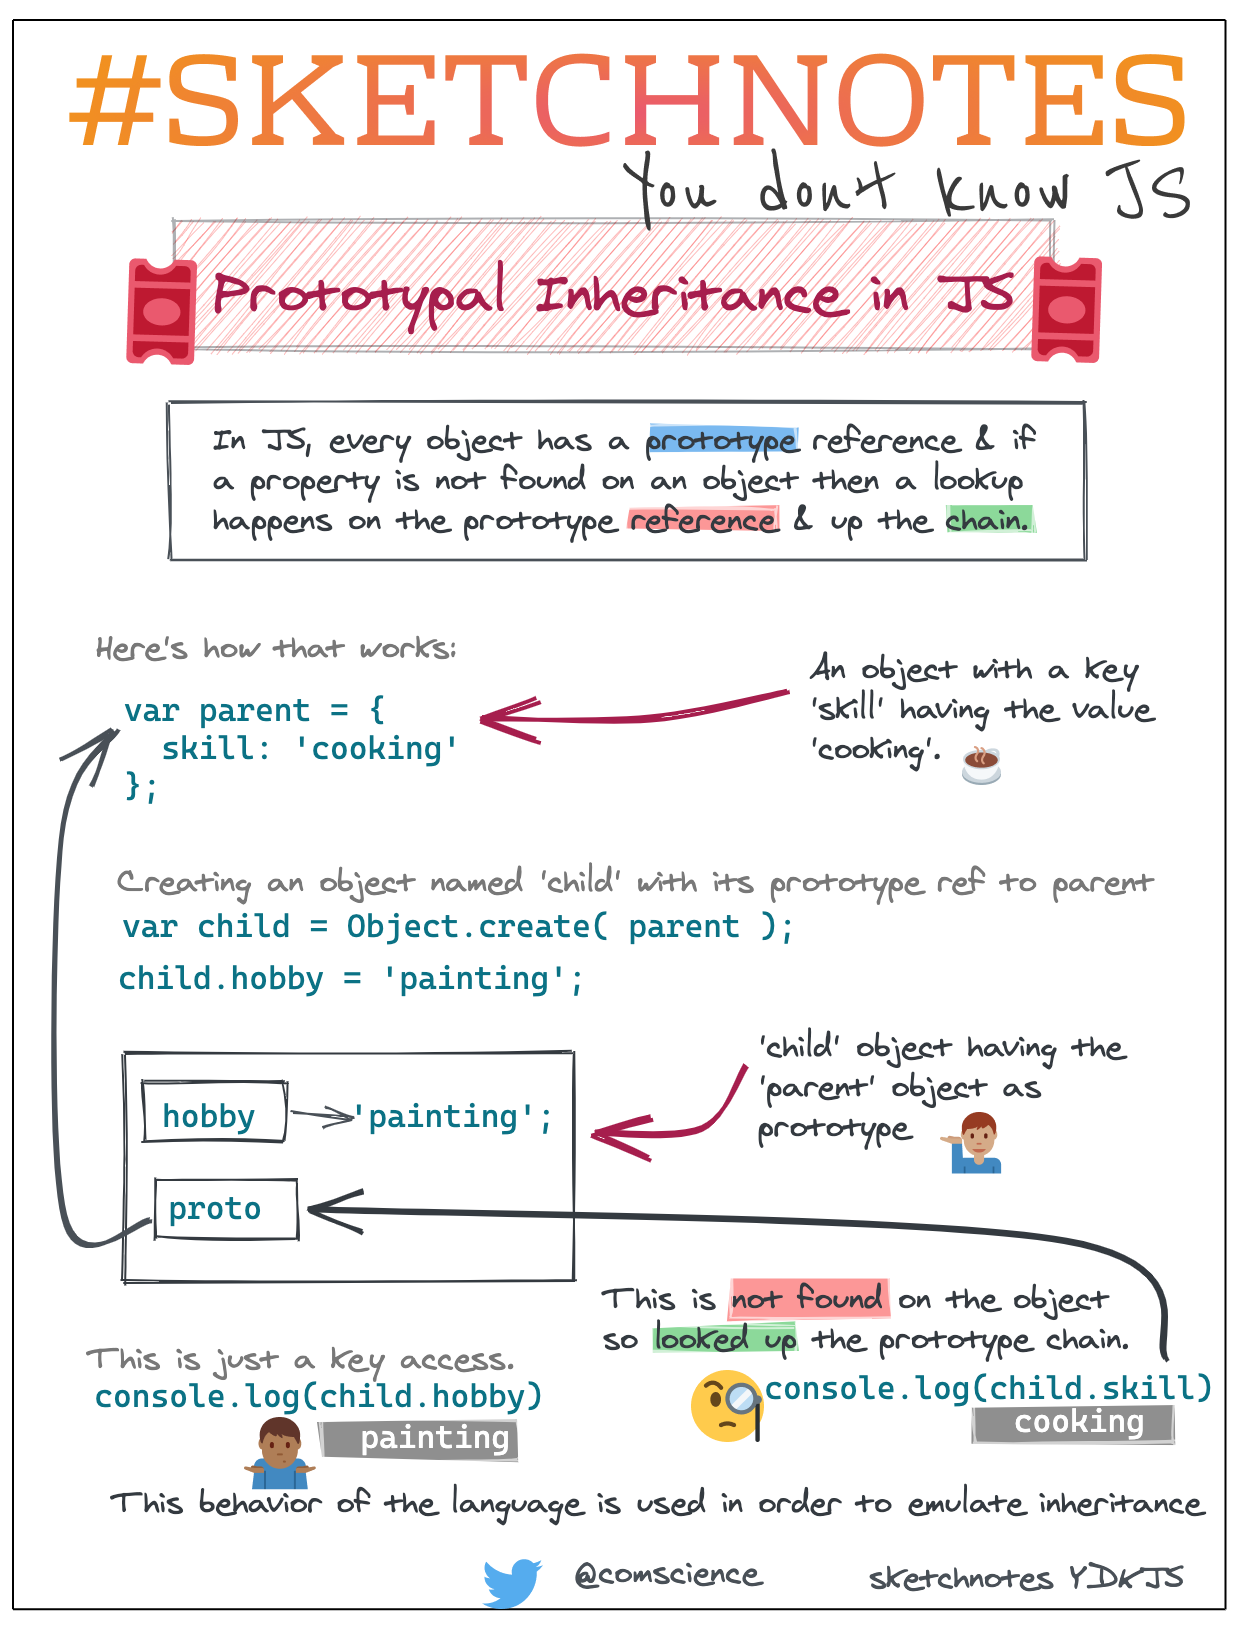 #SKETCHNOTES
You dont know JS
Prototypal Inheritance in JS
In JS, every object has a prototype reference & if
a property is not found on an object then a lookup
happens on the prototype reference & up the chain.
Here's how that works:
var parent = {
skill: 'cooking'
};
An object with a key
'skill' having the value
'cooking'.
Creating an object named 'child' with its prototype ref to parent
var child = Object.create( parent );
child.hobby = 'painting';
hobby 'painting';
proto
'child' object having the
'parent' object as
prototype
This is not found on the object
so looked up the prototype chain.
console.log(child.skill)
cooking
This is just a key access.
console.log(child.hobby)
painting
This behavior of the language is used in order to emulate inheritance
@comscience
sketchnotes YDKJS